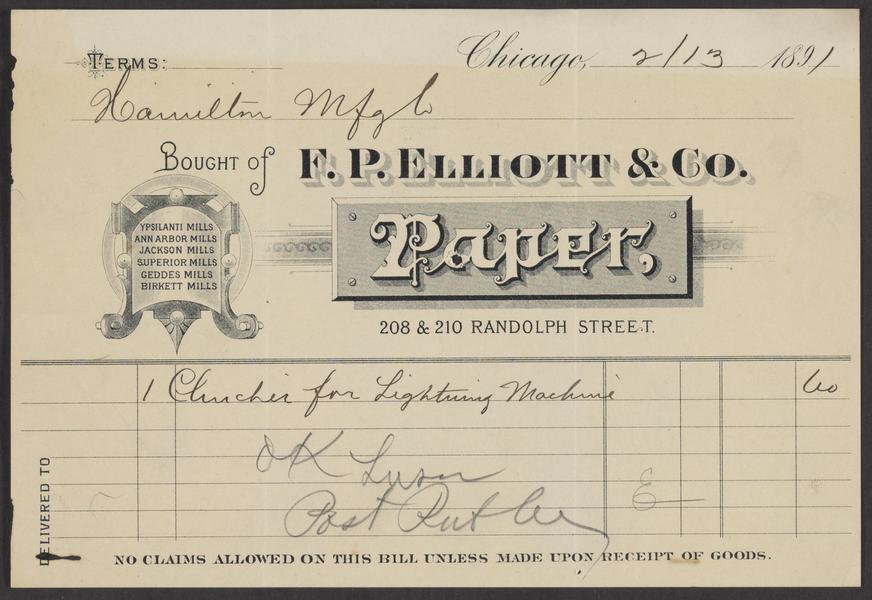 TERMS:
Chicago, 2/13 1891
Hamilton Mfg Co
BOUGHT of F. P. ELLIOTT & CO.
YPSILANTI MILLS
ANN ARBOR MILLS
JACKSON MILLS
SUPERIOR MILLS
GEDDES MILLS
BIRKETT MILLS
Paper,
208 & 210 RANDOLPH STREET.
1 Clincher for Lightning Machine 60
OK
Post
E
DELIVERED TO
NO CLAIMS ALLOWED ON THIS BILL UNLESS MADE UPON RECEIPT OF GOODS.